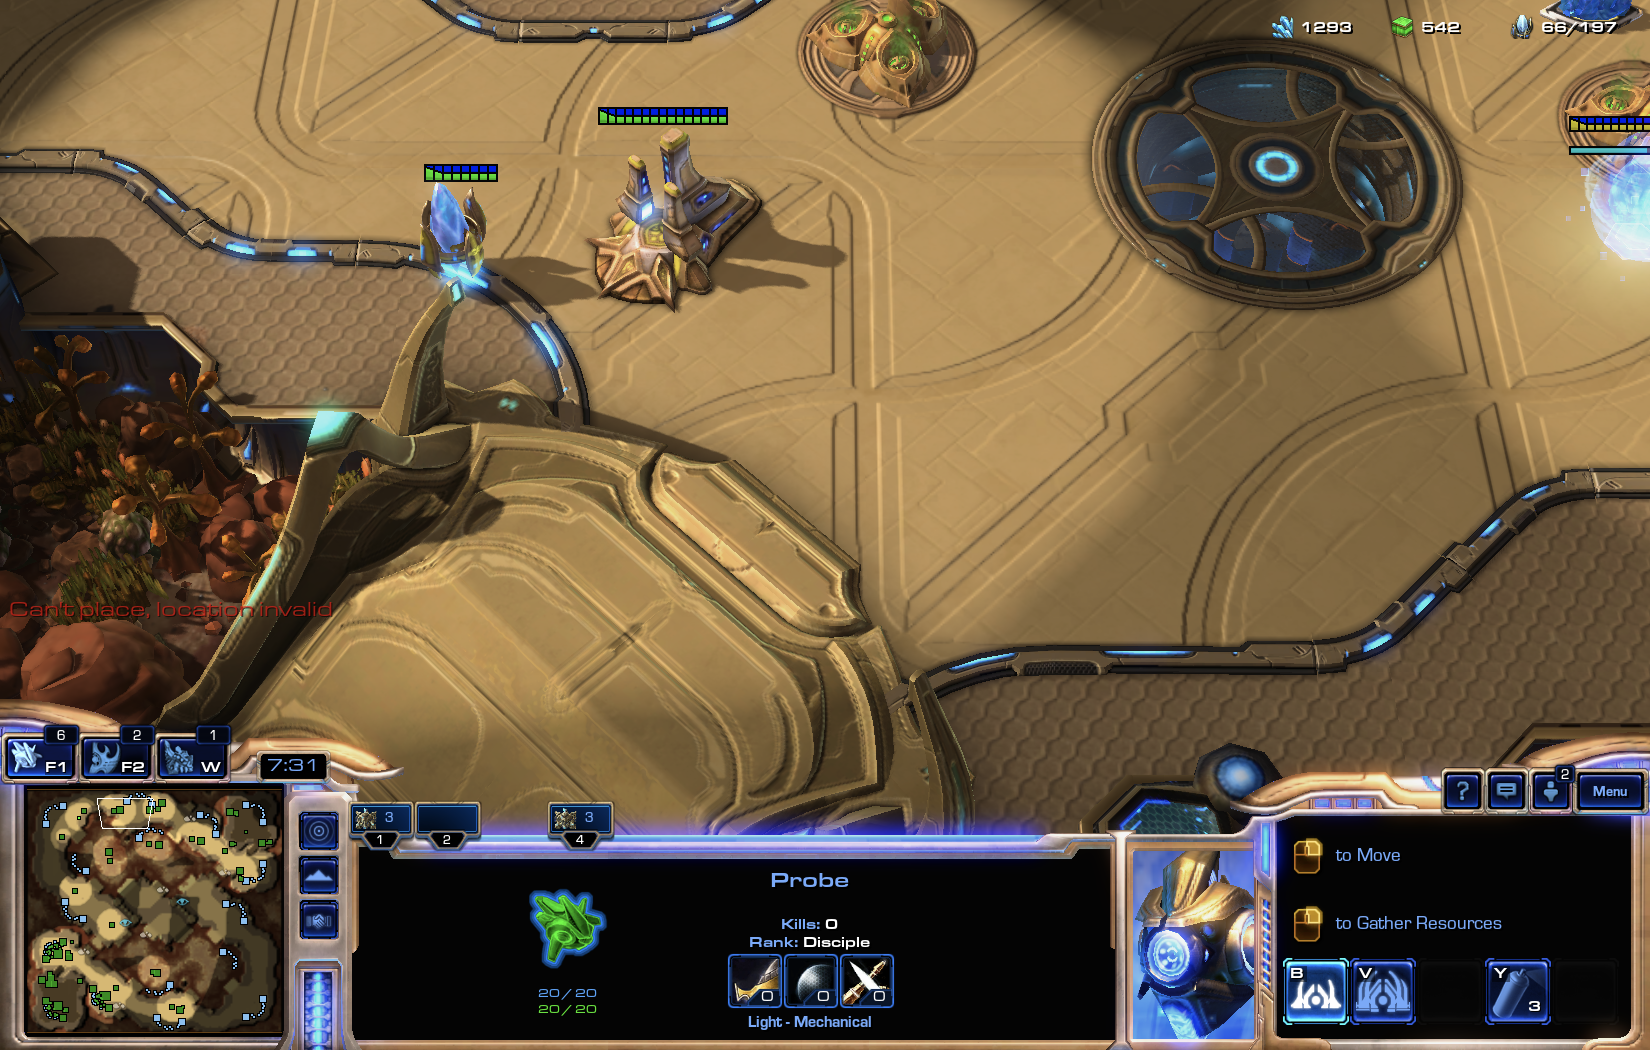 1293 542 66/197
Can't place, location invalid
6 2 1
F1 F2 W
7:31
3 3
1 2 4
2
? Menu
Probe
Kills: 0
Rank: Disciple
0 0 0
20/20
20/20
Light - Mechanical
to Move
to Gather Resources
B V Y
3